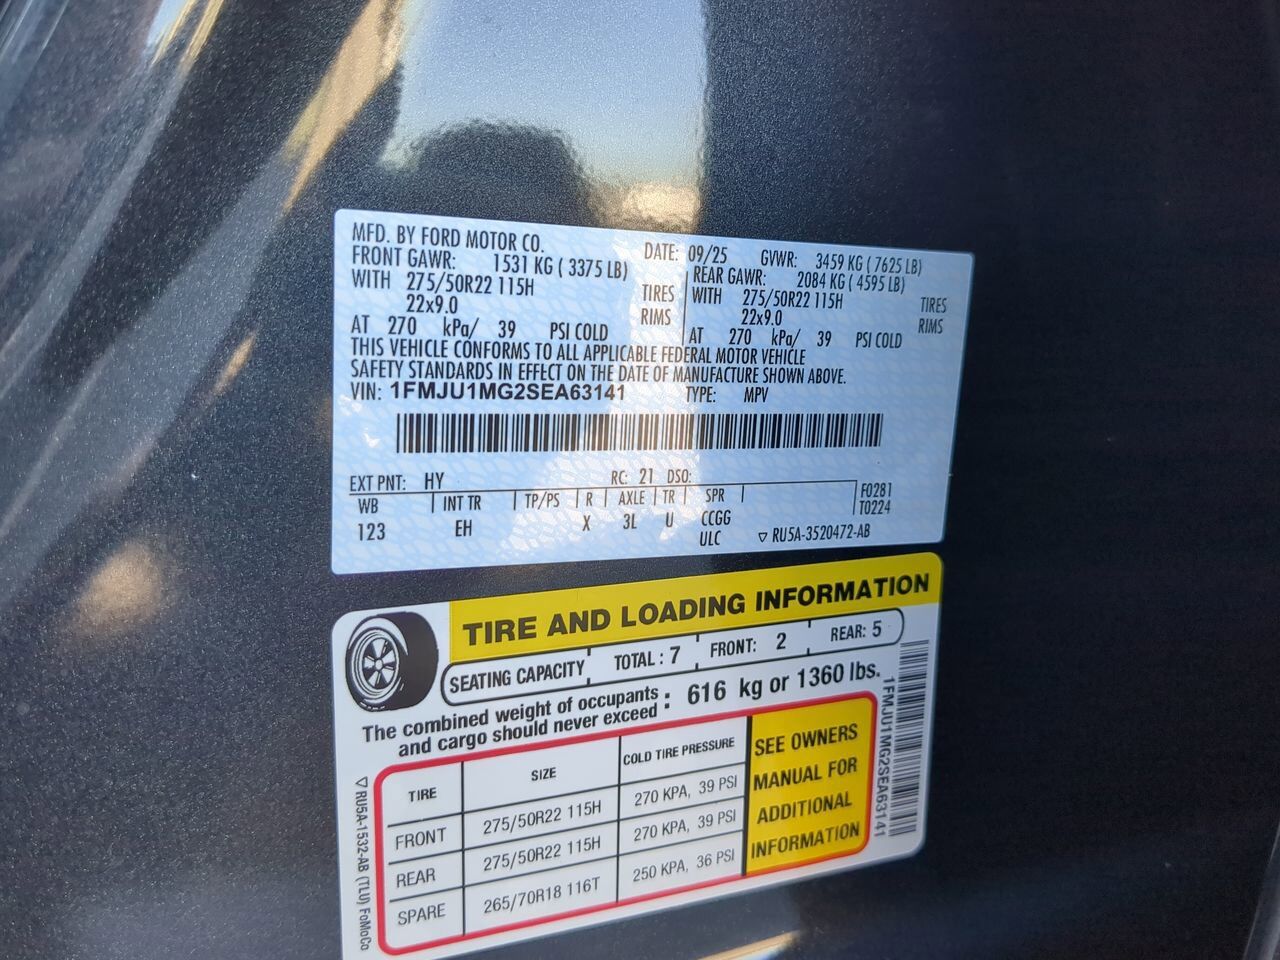 MFD. BY FORD MOTOR CO.
DATE: 09/25 GVWR: 3459 KG ( 7625 LB)
FRONT GAWR: 1531 KG ( 3375 LB)
REAR GAWR: 2084 KG ( 4595 LB)
WITH 275/50R22 115H TIRES
WITH 275/50R22 115H TIRES
22x9.0 RIMS
22x9.0 RIMS
AT 270 kPa/ 39 PSI COLD
AT 270 kPa/ 39 PSI COLD
THIS VEHICLE CONFORMS TO ALL APPLICABLE FEDERAL MOTOR VEHICLE
SAFETY STANDARDS IN EFFECT ON THE DATE OF MANUFACTURE SHOWN ABOVE.
VIN: 1FMJU1MG2SEA63141 TYPE: MPV
EXT PNT: HY RC: 21 DSO:
WB INT TR TP/PS R AXLE TR SPR F0281
T0224
123 EH X 3L U CCGG
ULC ▽ RU5A-3520472-AB
TIRE AND LOADING INFORMATION
SEATING CAPACITY TOTAL : 7 FRONT: 2 REAR: 5
The combined weight of occupants
and cargo should never exceed : 616 kg or 1360 lbs.
TIRE SIZE COLD TIRE PRESSURE
FRONT 275/50R22 115H 270 KPA, 39 PSI
REAR 275/50R22 115H 270 KPA, 39 PSI
SPARE 265/70R18 116T 250 KPA, 36 PSI
SEE OWNERS
MANUAL FOR
ADDITIONAL
INFORMATION
1FMJU1MG2SEA63141
▽ RU5A-1532-AB (TLU) FoMoCo